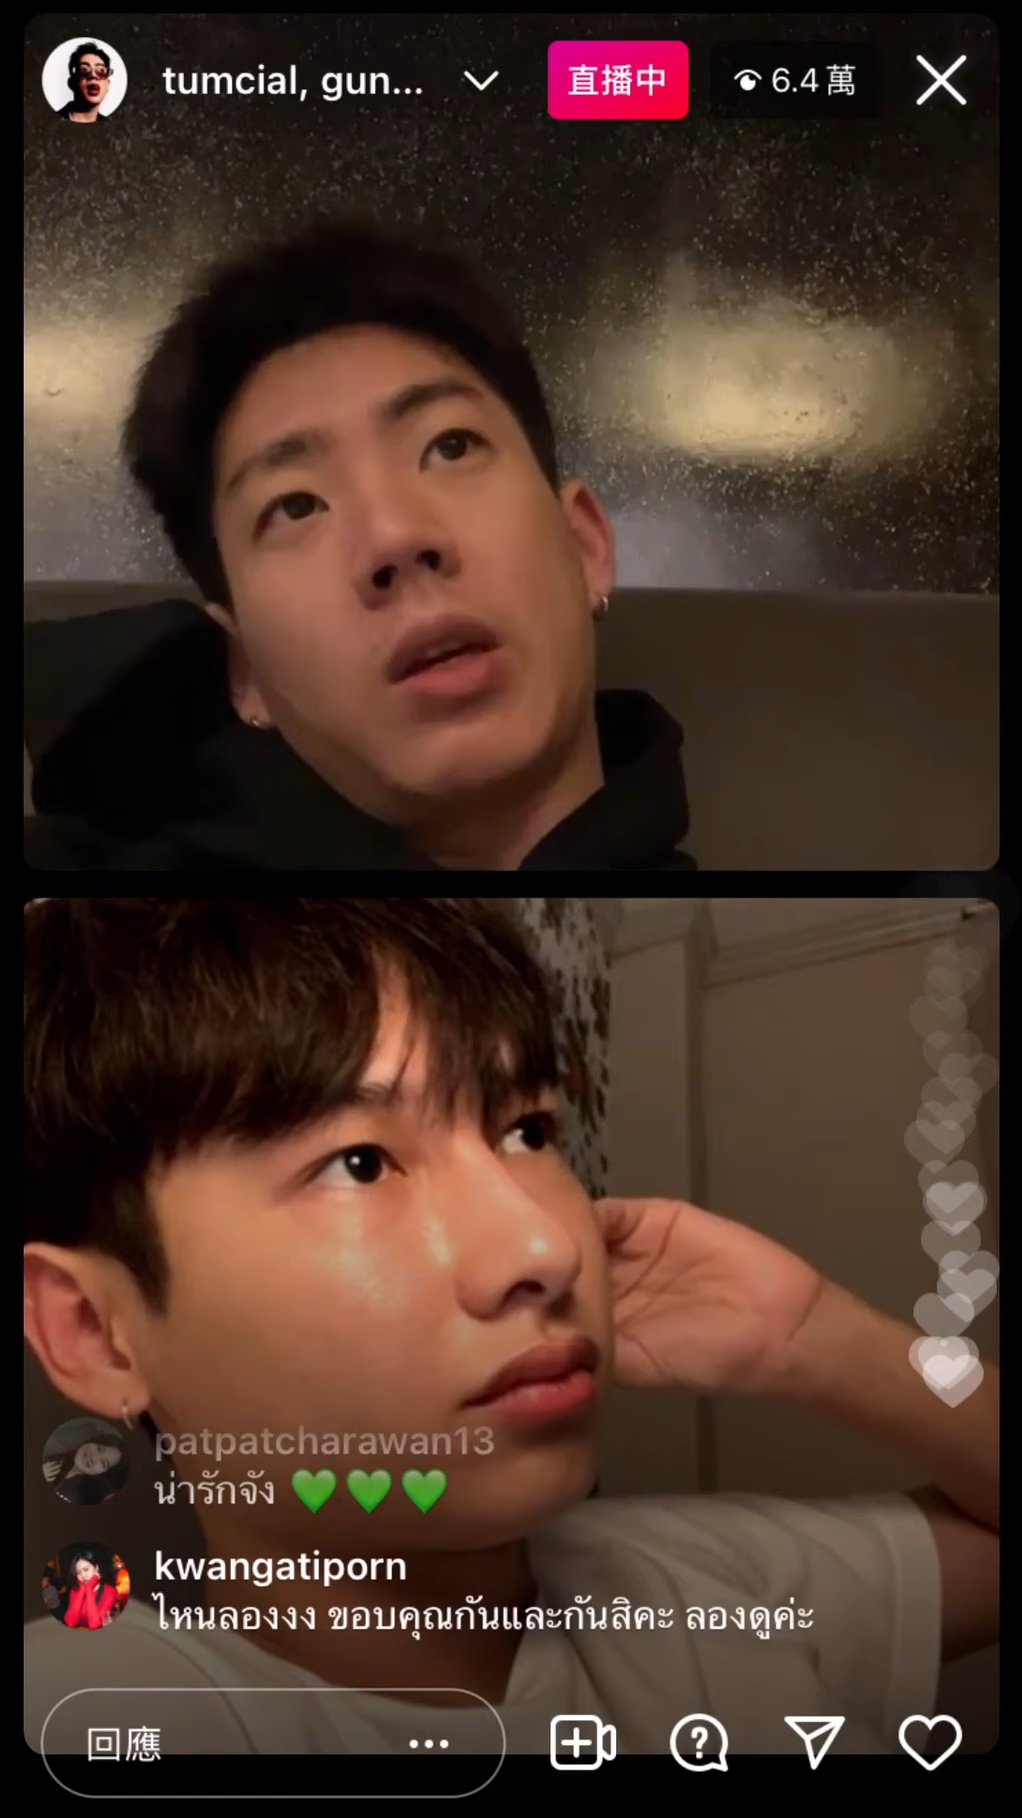 tumcial, gun...
直播中
6.4 萬
patpatcharawan13
น่ารักจัง 💚💚💚
kwangatiporn
ไหนลองงง ขอบคุณกันและกันสิคะ ลองดูค่ะ
回應